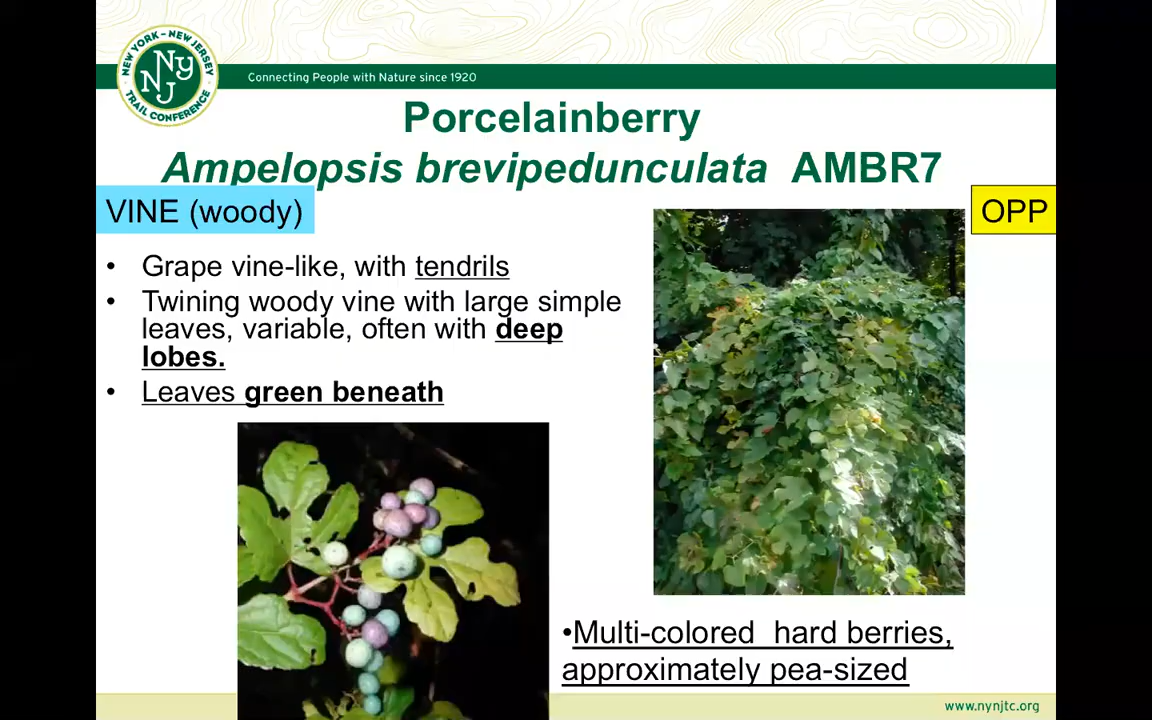 NEW YORK - NEW JERSEY
NY
NJ
TRAIL CONFERENCE
Connecting People with Nature since 1920
Porcelainberry
Ampelopsis brevipedunculata AMBR7
VINE (woody)
OPP
• Grape vine-like, with tendrils
• Twining woody vine with large simple
leaves, variable, often with deep
lobes.
• Leaves green beneath
•Multi-colored hard berries,
approximately pea-sized
www.nynjtc.org